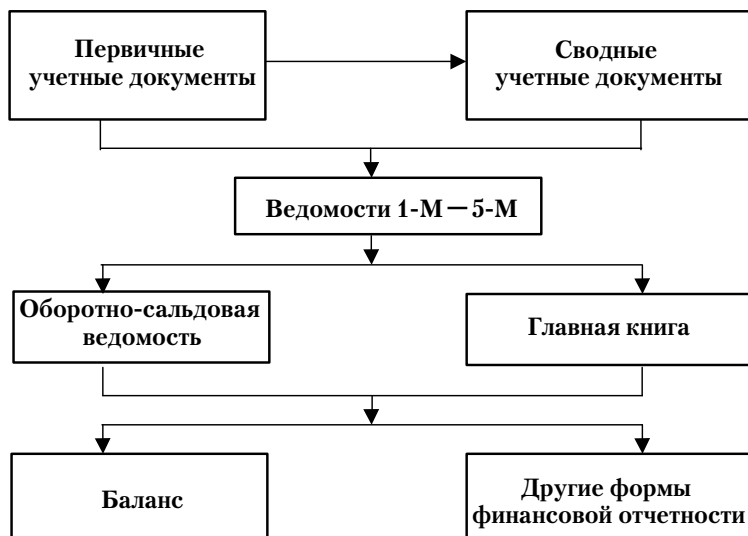 Первичные
учетные документы
Сводные
учетные документы
Ведомости 1-М — 5-М
Оборотно-сальдовая
ведомость
Главная книга
Баланс
Другие формы
финансовой отчетности